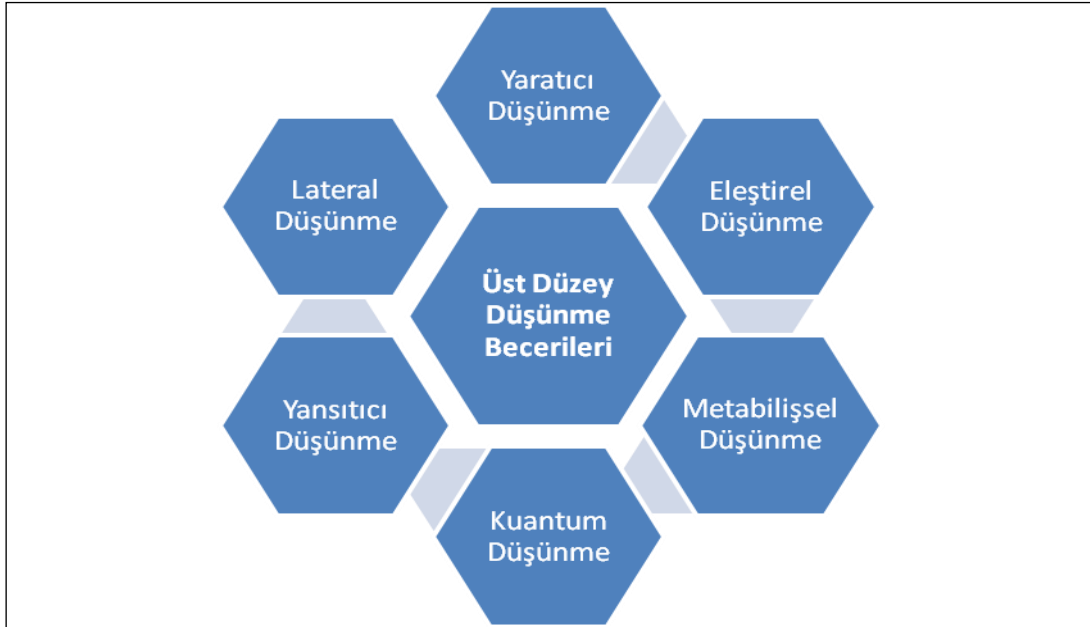 Yaratıcı
Düşünme
Eleştirel
Düşünme
Metabilişsel
Düşünme
Kuantum
Düşünme
Yansıtıcı
Düşünme
Lateral
Düşünme
Üst Düzey
Düşünme
Becerileri